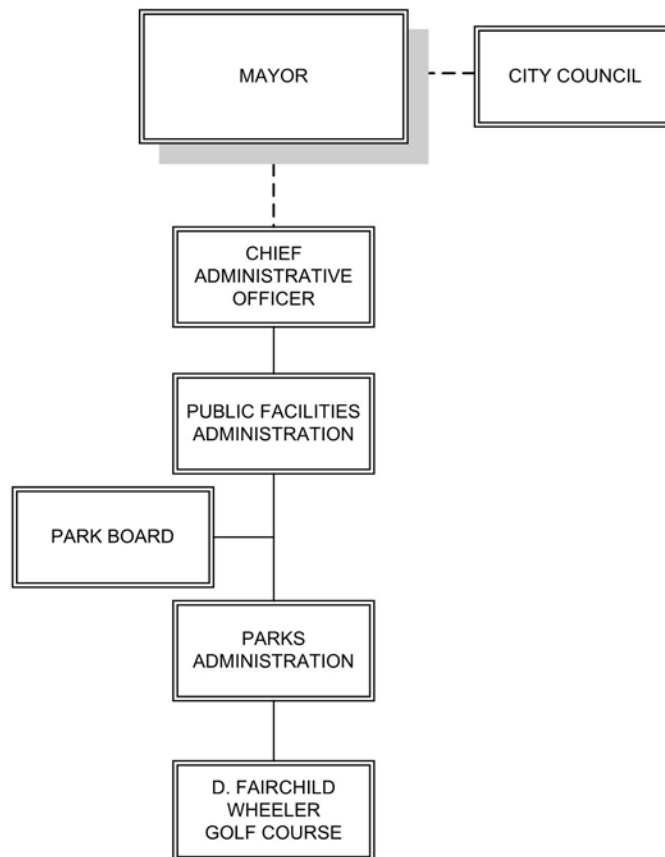 MAYOR
CITY COUNCIL
CHIEF
ADMINISTRATIVE
OFFICER
PUBLIC FACILITIES
ADMINISTRATION
PARK BOARD
PARKS
ADMINISTRATION
D. FAIRCHILD
WHEELER
GOLF COURSE